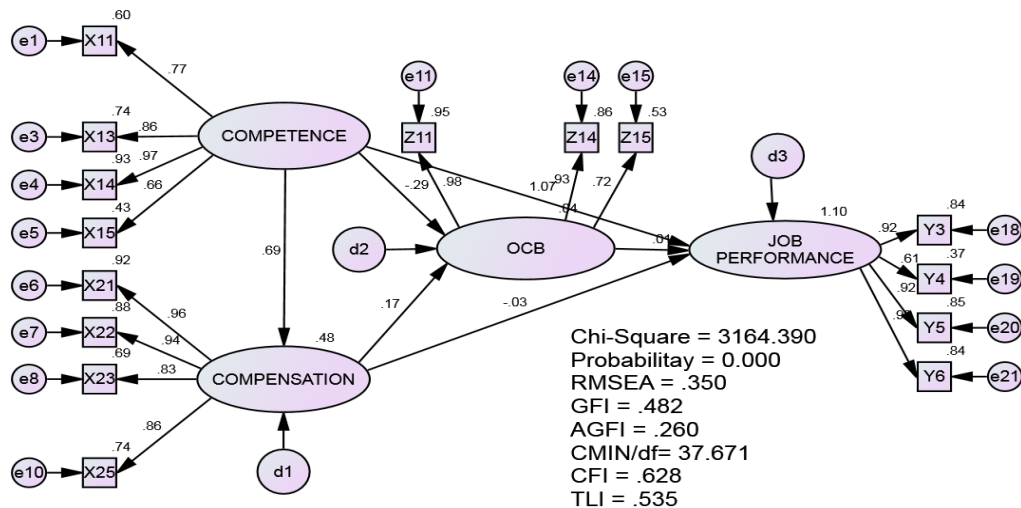 .60
e1
X11
.77
e11
e14
e15
.74
.95
.86
.53
e3
X13
.86
COMPETENCE
Z11
Z14
Z15
d3
.93
.97
e4
X14
.66
-.29
.98
1.07
.93
.72
.43
.04
1.10
.84
e5
X15
.92
Y3
e18
.69
d2
OCB
.01
JOB
PERFORMANCE
.61
.37
Y4
e19
.92
.92
e6
X21
.96
.17
-.03
.85
Y5
e20
.88
e7
X22
.94
.48
.84
.69
e8
X23
.83
COMPENSATION
Y6
e21
.86
.74
e10
X25
d1
Chi-Square = 3164.390
Probabilitay = 0.000
RMSEA = .350
GFI = .482
AGFI = .260
CMIN/df= 37.671
CFI = .628
TLI = .535